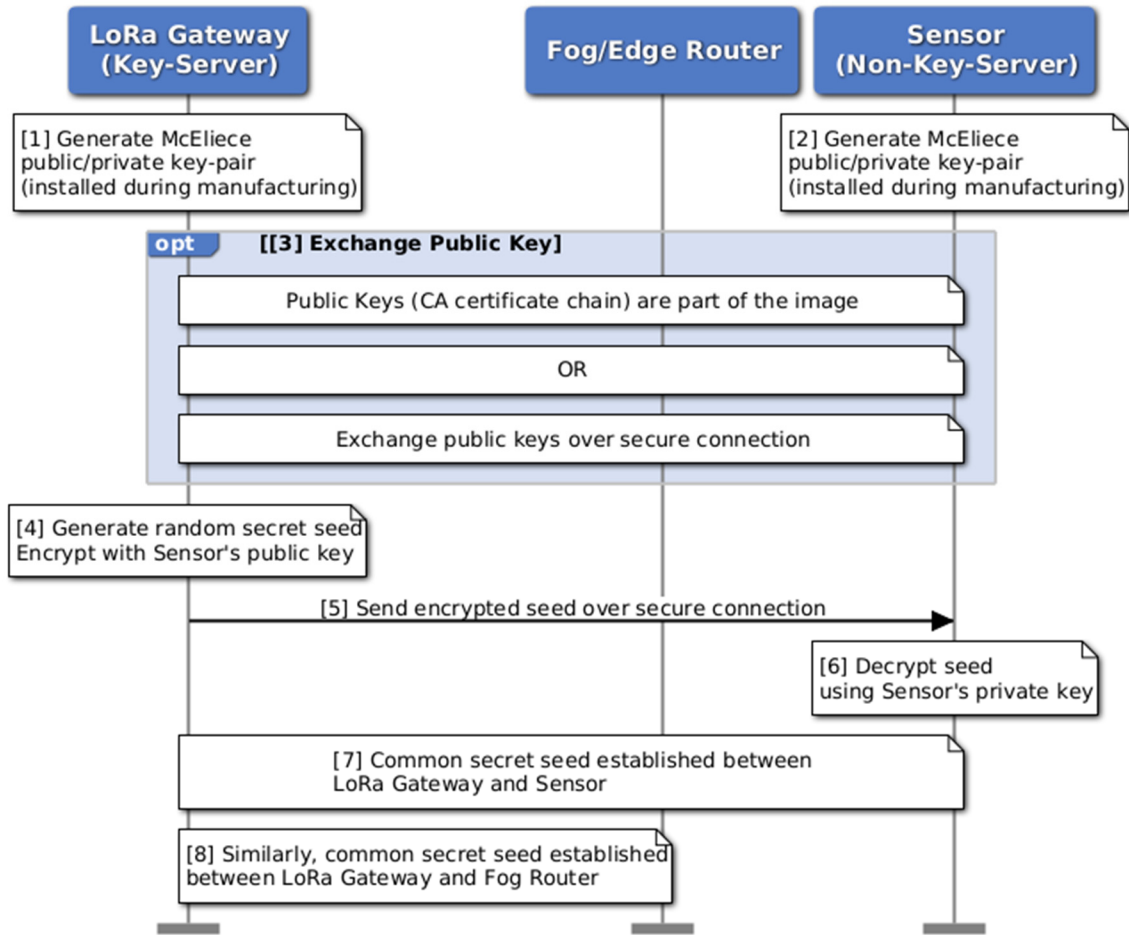 LoRa Gateway
(Key-Server)
Fog/Edge Router
Sensor
(Non-Key-Server)
[1] Generate McEliece
public/private key-pair
(installed during manufacturing)
[2] Generate McEliece
public/private key-pair
(installed during manufacturing)
opt
[[3] Exchange Public Key]
Public Keys (CA certificate chain) are part of the image
OR
Exchange public keys over secure connection
[4] Generate random secret seed
Encrypt with Sensor's public key
[5] Send encrypted seed over secure connection
[6] Decrypt seed
using Sensor's private key
[7] Common secret seed established between
LoRa Gateway and Sensor
[8] Similarly, common secret seed established
between LoRa Gateway and Fog Router